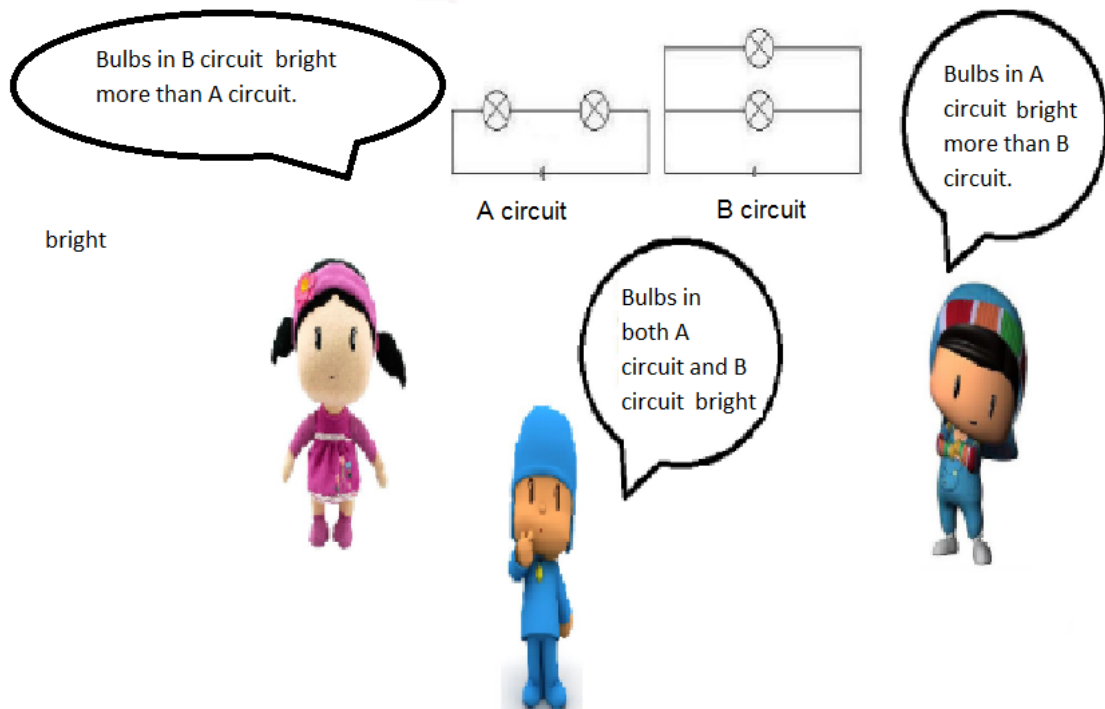 Bulbs in B circuit bright
more than A circuit.
A circuit
B circuit
Bulbs in A
circuit bright
more than B
circuit.
bright
Bulbs in
both A
circuit and B
circuit bright